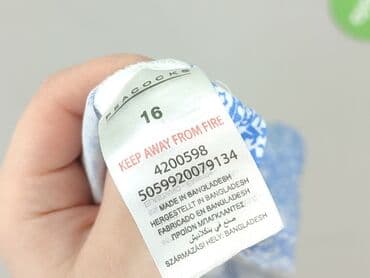 PEACOCKS
16
KEEP AWAY FROM FIRE
4200598
5059920079134
MADE IN BANGLADESH
HERGESTELLT IN BANGLADESH
FABRICADO EN BANGLADESH
ΠΡΟΪΟΝ ΜΠΑΓΚΛΑΝΤΕΣ
صنع في بنغلاديش
SZÁRMAZÁSI HELY: BANGLADESH